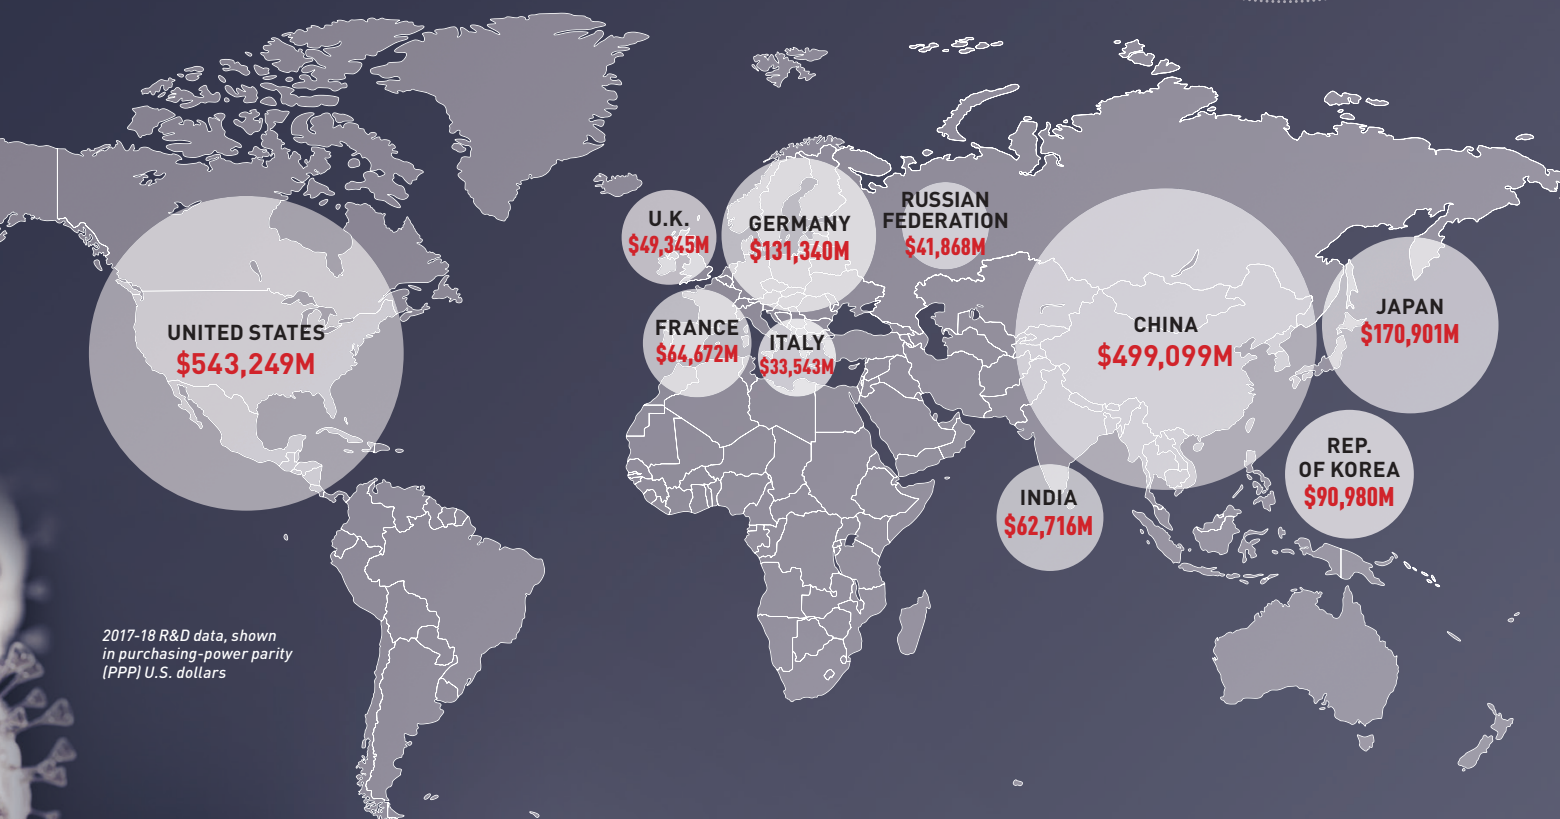 U.K.
$49,345M
GERMANY
$131,340M
RUSSIAN
FEDERATION
$41,868M
UNITED STATES
$543,249M
FRANCE
$64,672M
ITALY
$33,543M
CHINA
$499,099M
JAPAN
$170,901M
INDIA
$62,716M
REP.
OF KOREA
$90,980M
2017-18 R&D data, shown
in purchasing-power parity
(PPP) U.S. dollars